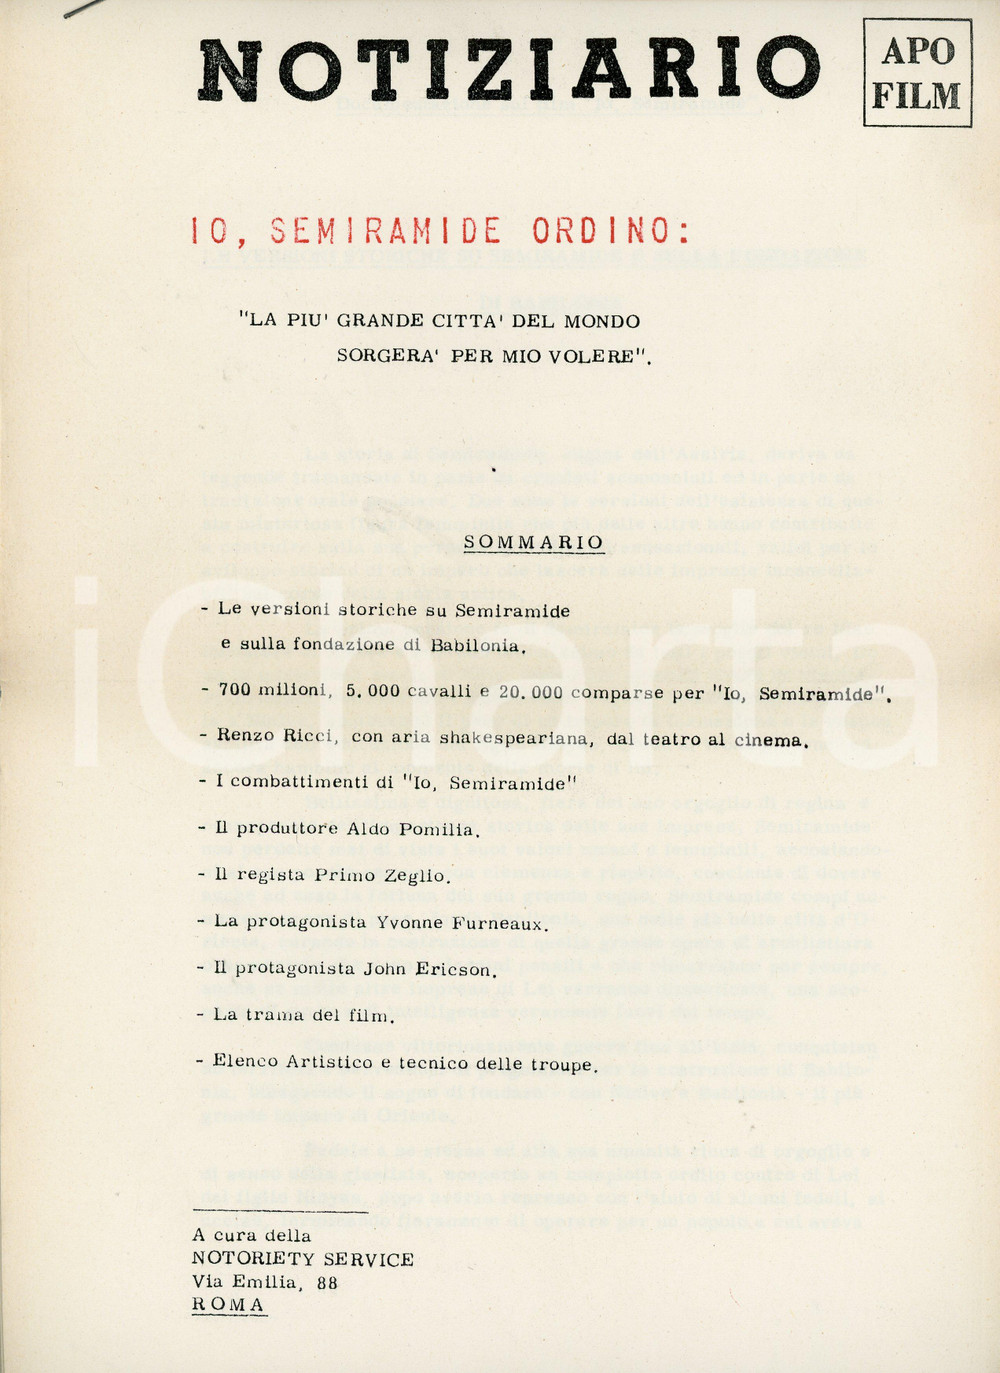 NOTIZIARIO
APO
FILM
IO, SEMIRAMIDE ORDINO:
"LA PIU' GRANDE CITTA' DEL MONDO
SORGERA' PER MIO VOLERE".
SOMMARIO
- Le versioni storiche su Semiramide
e sulla fondazione di Babilonia.
- 700 milioni, 5.000 cavalli e 20.000 comparse per "Io, Semiramide".
- Renzo Ricci, con aria shakespeariana, dal teatro al cinema.
- I combattimenti di "Io, Semiramide"
- Il produttore Aldo Pomilia.
- Il regista Primo Zeglio.
- La protagonista Yvonne Furneaux.
- Il protagonista John Ericson.
- La trama del film.
- Elenco Artistico e tecnico delle troupe.
A cura della
NOTORIETY SERVICE
Via Emilia, 88
ROMA
iCharta